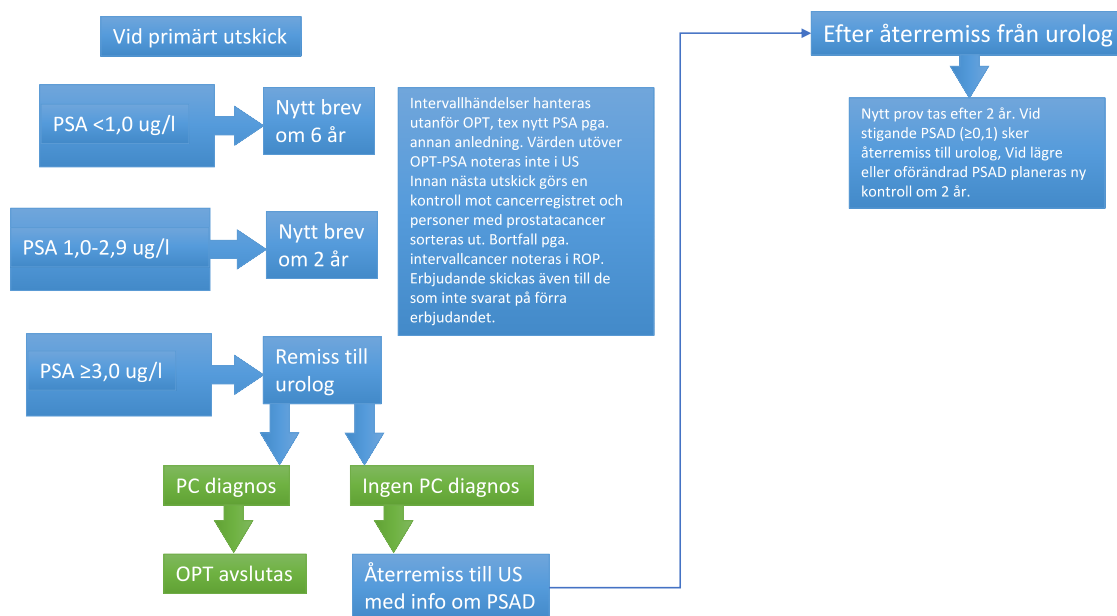 Vid primärt utskick
PSA <1,0 ug/l
Nytt brev
om 6 år
PSA 1,0-2,9 ug/l
Nytt brev
om 2 år
PSA ≥3,0 ug/l
Remiss till
urolog
PC diagnos
Ingen PC diagnos
OPT avslutas
Återremiss till US
med info om PSAD
Intervallhändelser hanteras
utanför OPT, tex nytt PSA pga.
annan anledning. Värden utöver
OPT-PSA noteras inte i US
Innan nästa utskick görs en
kontroll mot cancerregistret och
personer med prostatacancer
sorteras ut. Bortfall pga.
intervallcancer noteras i ROP.
Erbjudande skickas även till de
som inte svarat på förra
erbjudandet.
Efter återremiss från urolog
Nytt prov tas efter 2 år. Vid
stigande PSAD (≥0,1) sker
återremiss till urolog, Vid lägre
eller oförändrad PSAD planeras ny
kontroll om 2 år.